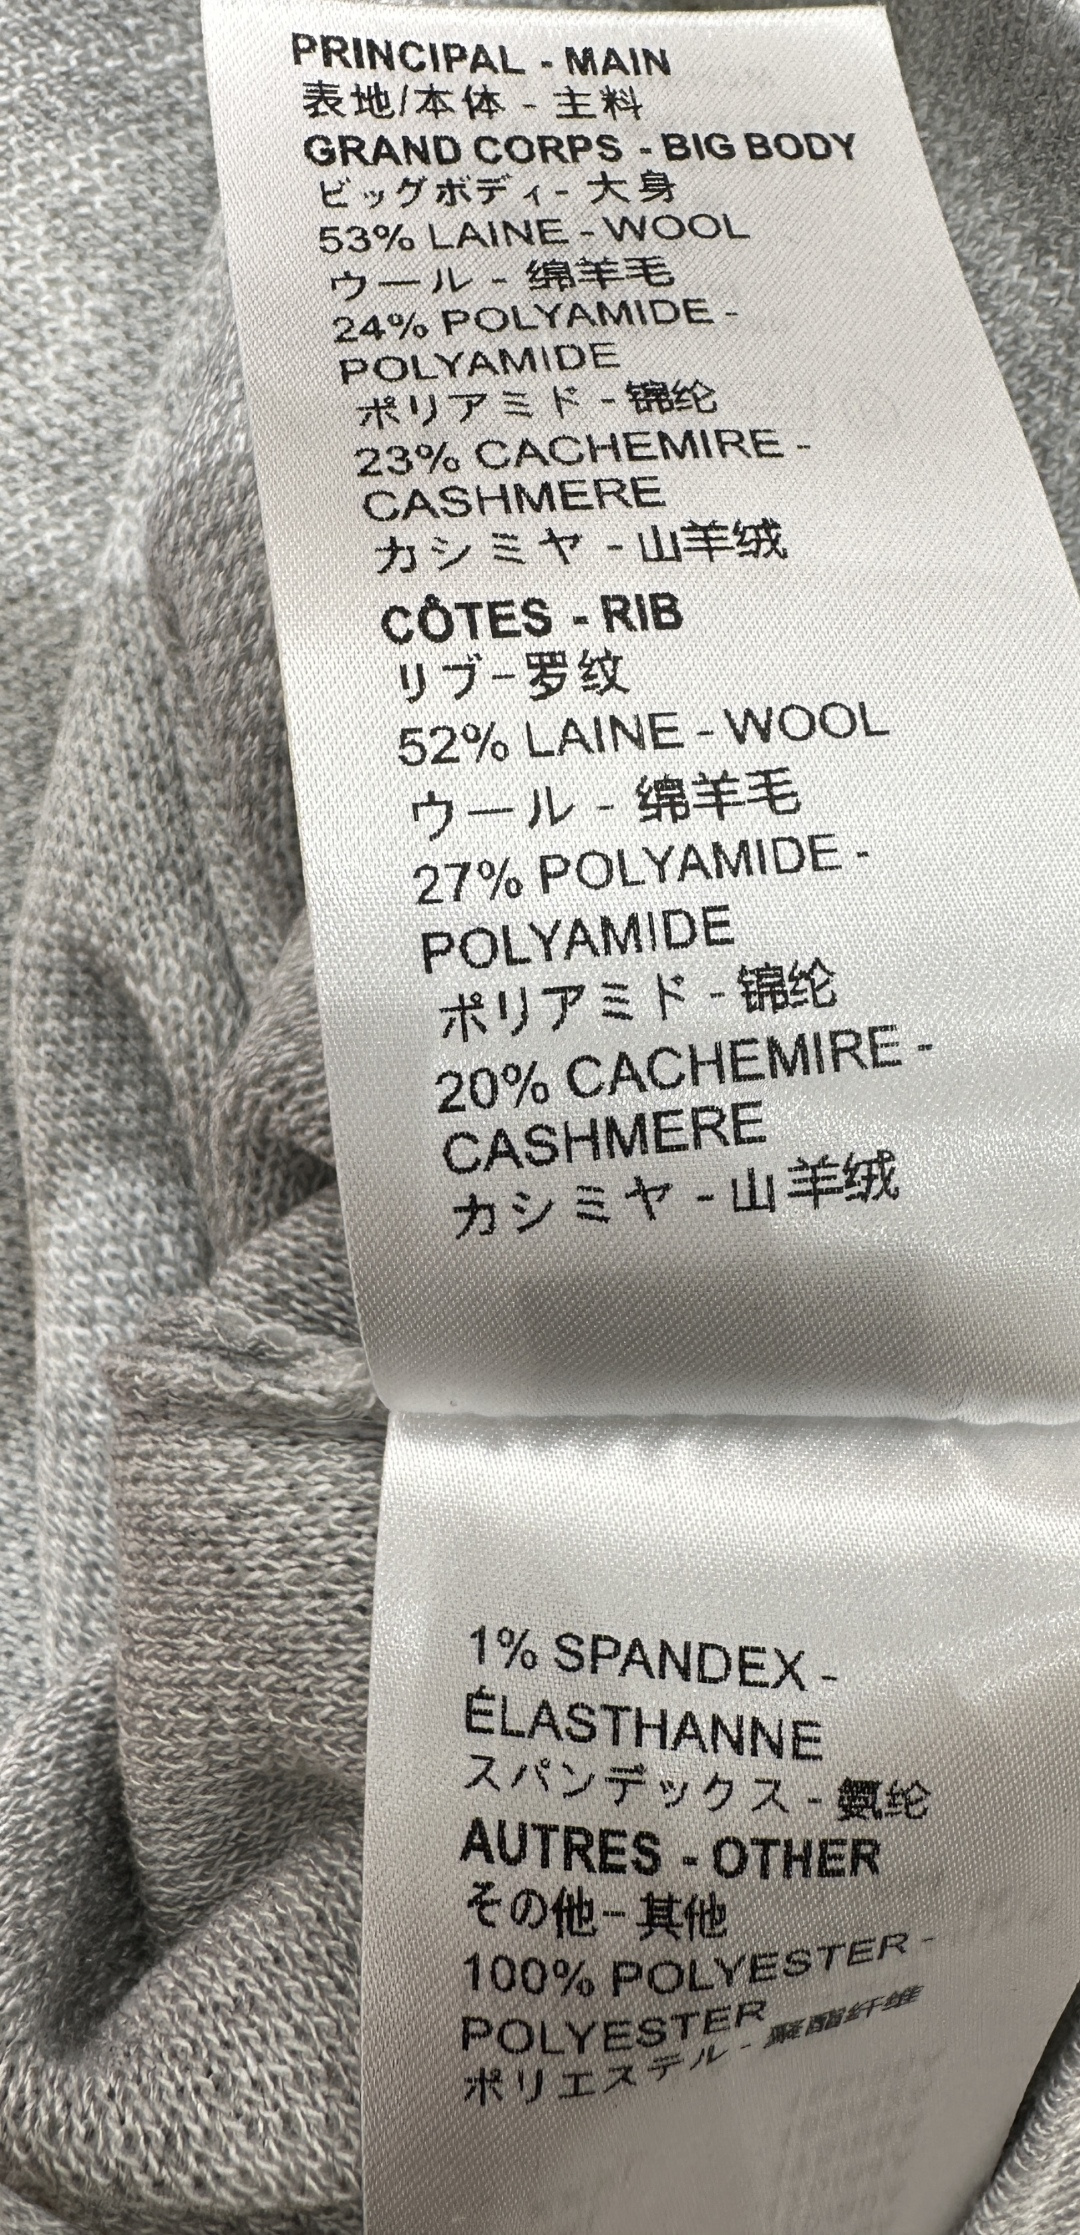 PRINCIPAL - MAIN
表地/本体 - 主料
GRAND CORPS - BIG BODY
ビッグボディ- 大身
53% LAINE - WOOL
ウール - 绵羊毛
24% POLYAMIDE -
POLYAMIDE
ポリアミド - 锦纶
23% CACHEMIRE -
CASHMERE
カシミヤ - 山羊绒
CÔTES - RIB
リブ-罗纹
52% LAINE - WOOL
ウール - 绵羊毛
27% POLYAMIDE -
POLYAMIDE
ポリアミド - 锦纶
20% CACHEMIRE -
CASHMERE
カシミヤ - 山羊绒
1% SPANDEX -
ÉLASTHANNE
スパンデックス - 氨纶
AUTRES - OTHER
その他- 其他
100% POLYESTER -
POLYESTER
ポリエステル - 聚酯纤维